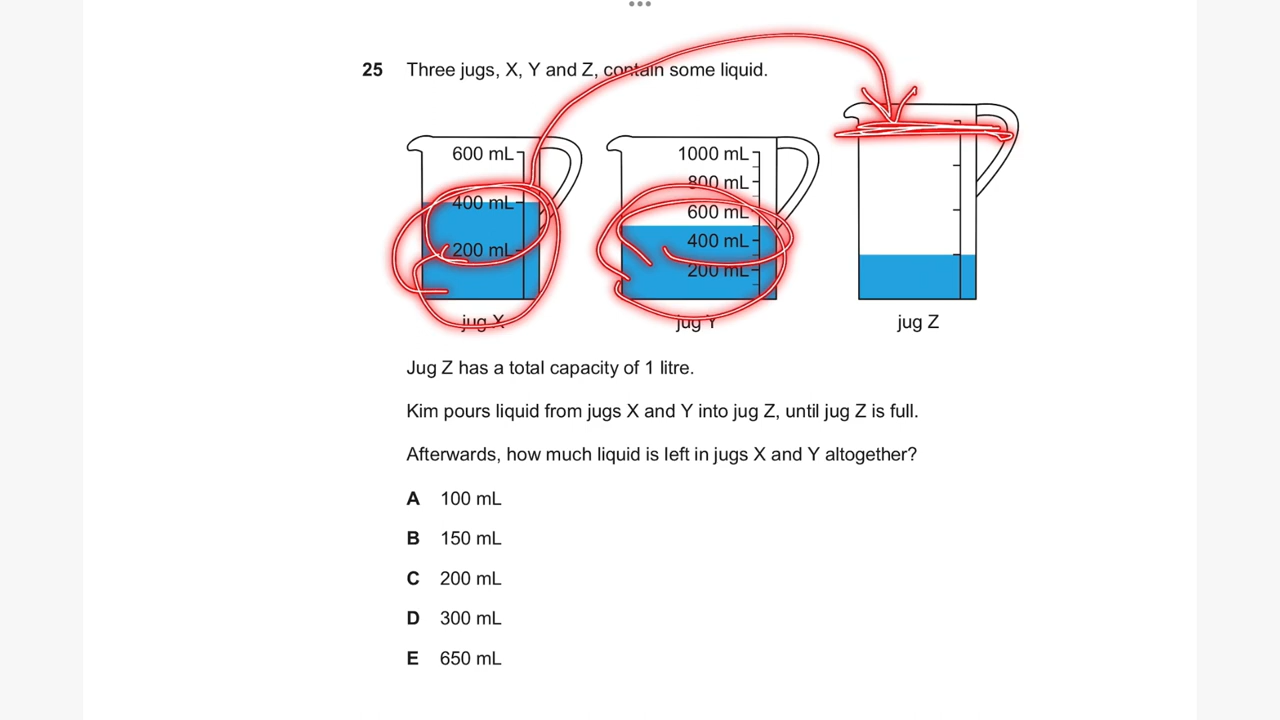 25 Three jugs, X, Y and Z, contain some liquid.
600 mL
400 mL
200 mL
jug X
1000 mL
800 mL
600 mL
400 mL
200 mL
jug Y
jug Z
Jug Z has a total capacity of 1 litre.
Kim pours liquid from jugs X and Y into jug Z, until jug Z is full.
Afterwards, how much liquid is left in jugs X and Y altogether?
A 100 mL
B 150 mL
C 200 mL
D 300 mL
E 650 mL